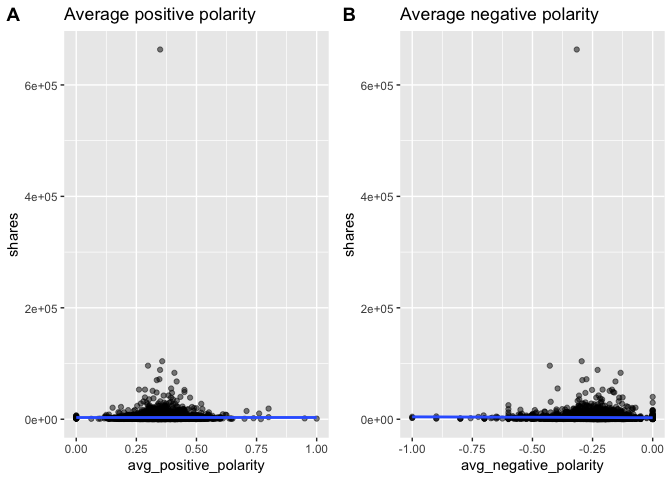 A Average positive polarity
shares
6e+05
4e+05
2e+05
0e+00
0.00 0.25 0.50 0.75 1.00
avg_positive_polarity
B Average negative polarity
shares
6e+05
4e+05
2e+05
0e+00
-1.00 -0.75 -0.50 -0.25 0.00
avg_negative_polarity